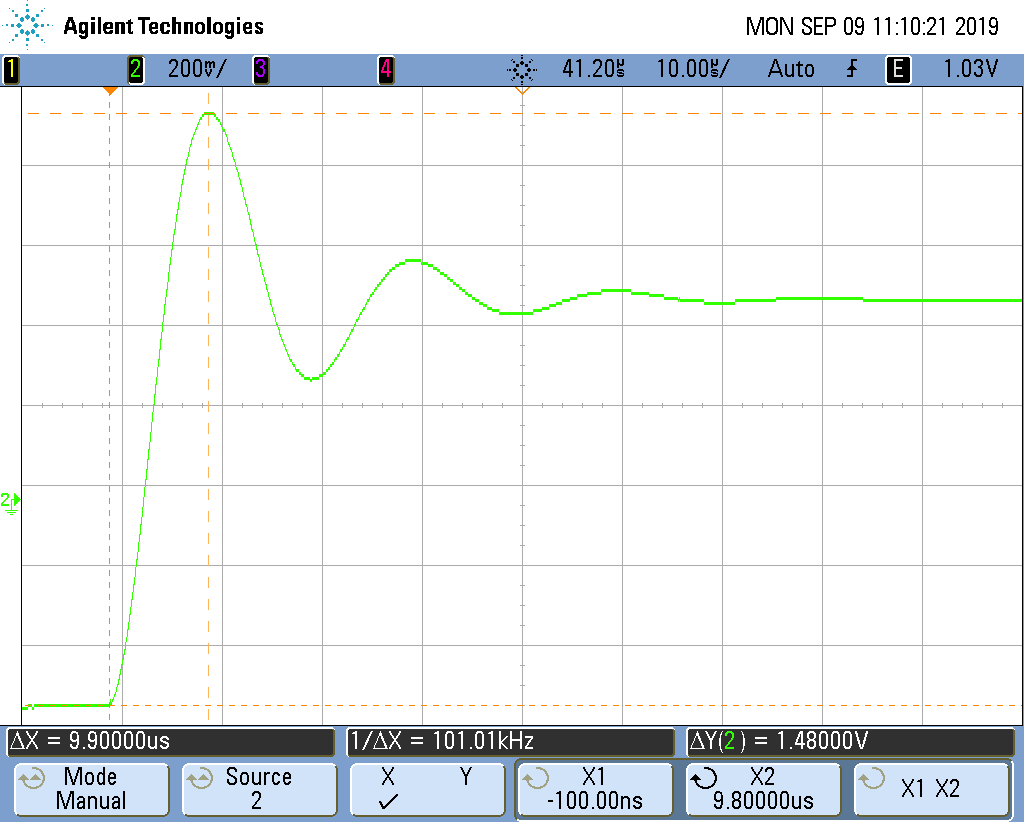 Agilent Technologies MON SEP 09 11:10:21 2019
1 2 200mV/ 3 4 41.20µs 10.00µs/ Auto E 1.03V
2
ΔX = 9.90000us 1/ΔX = 101.01kHz ΔY(2) = 1.48000V
Mode Source X Y X1 X2 X1 X2
Manual 2 ✓ -100.00ns 9.80000us